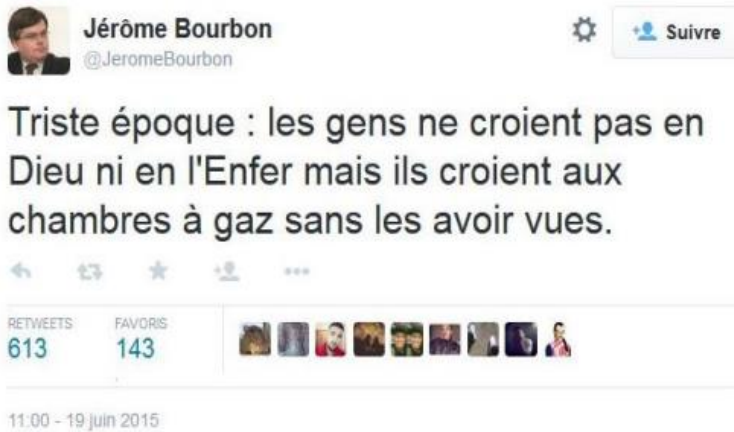 Jérôme Bourbon
@JeromeBourbon
Suivre
Triste époque : les gens ne croient pas en
Dieu ni en l'Enfer mais ils croient aux
chambres à gaz sans les avoir vues.
RETWEETS FAVORIS
613 143
11:00 - 19 juin 2015